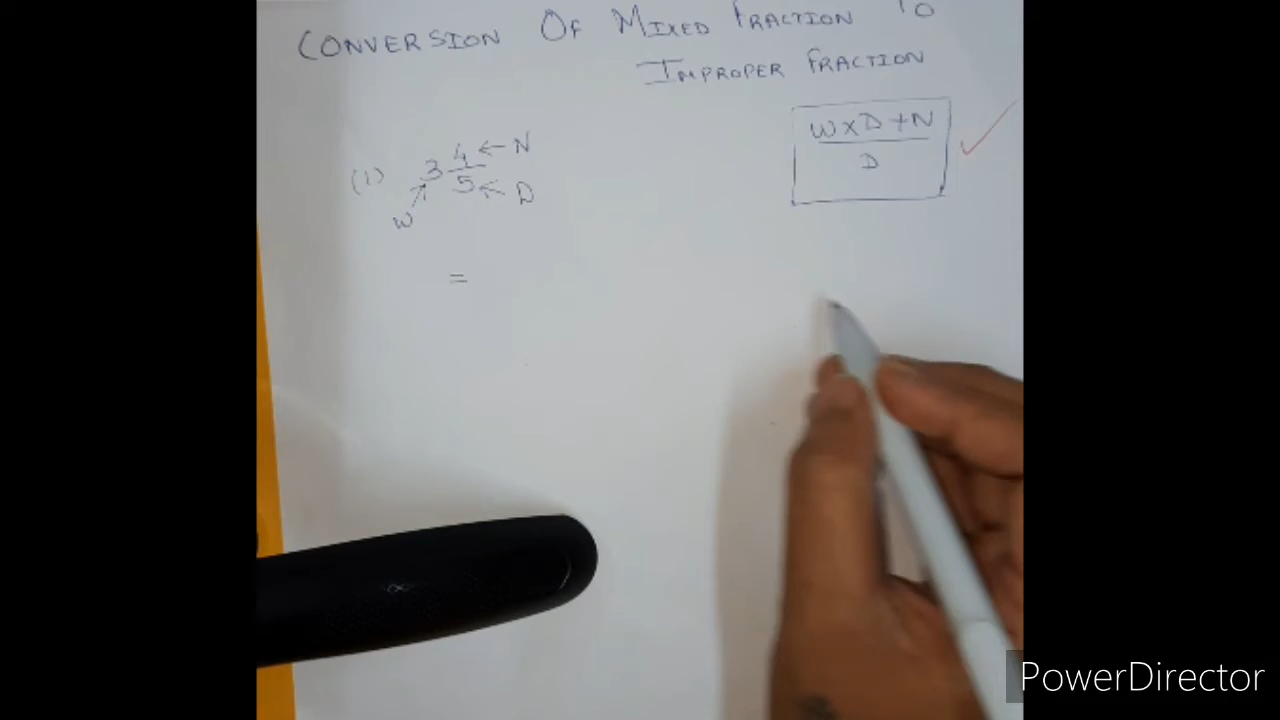 CONVERSION OF MIXED FRACTION TO
IMPROPER FRACTION
W x D + N
D
(1) 3 4/5 ← N
← D
W
=
PowerDirector